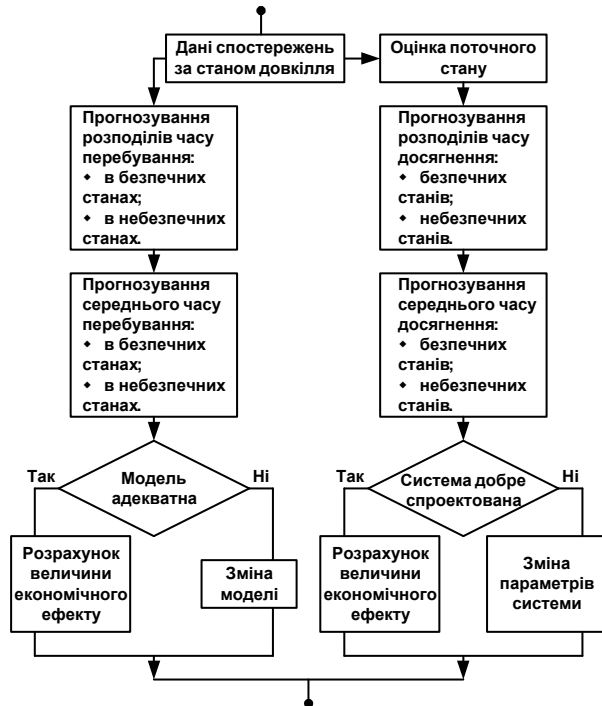 Дані спостережень
за станом довкілля
Оцінка поточного
стану
Прогнозування
розподілів часу
перебування:
◆ в безпечних
станах;
◆ в небезпечних
станах.
Прогнозування
розподілів часу
досягнення:
◆ безпечних
станів;
◆ небезпечних
станів.
Прогнозування
середнього часу
перебування:
◆ в безпечних
станах;
◆ в небезпечних
станах.
Прогнозування
середнього часу
досягнення:
◆ безпечних
станів;
◆ небезпечних
станів.
Так
Модель
адекватна
Ні
Так
Система добре
спроектована
Ні
Розрахунок
величини
економічного
ефекту
Зміна
моделі
Розрахунок
величини
економічного
ефекту
Зміна
параметрів
системи